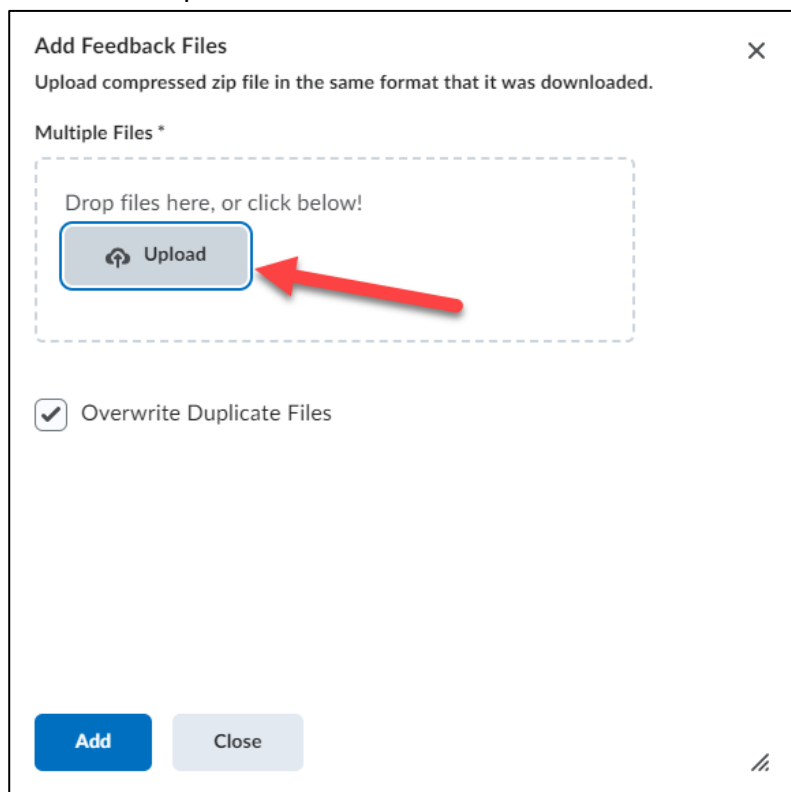 Add Feedback Files
Upload compressed zip file in the same format that it was downloaded.
Multiple Files *
Drop files here, or click below!
Upload
Overwrite Duplicate Files
Add
Close